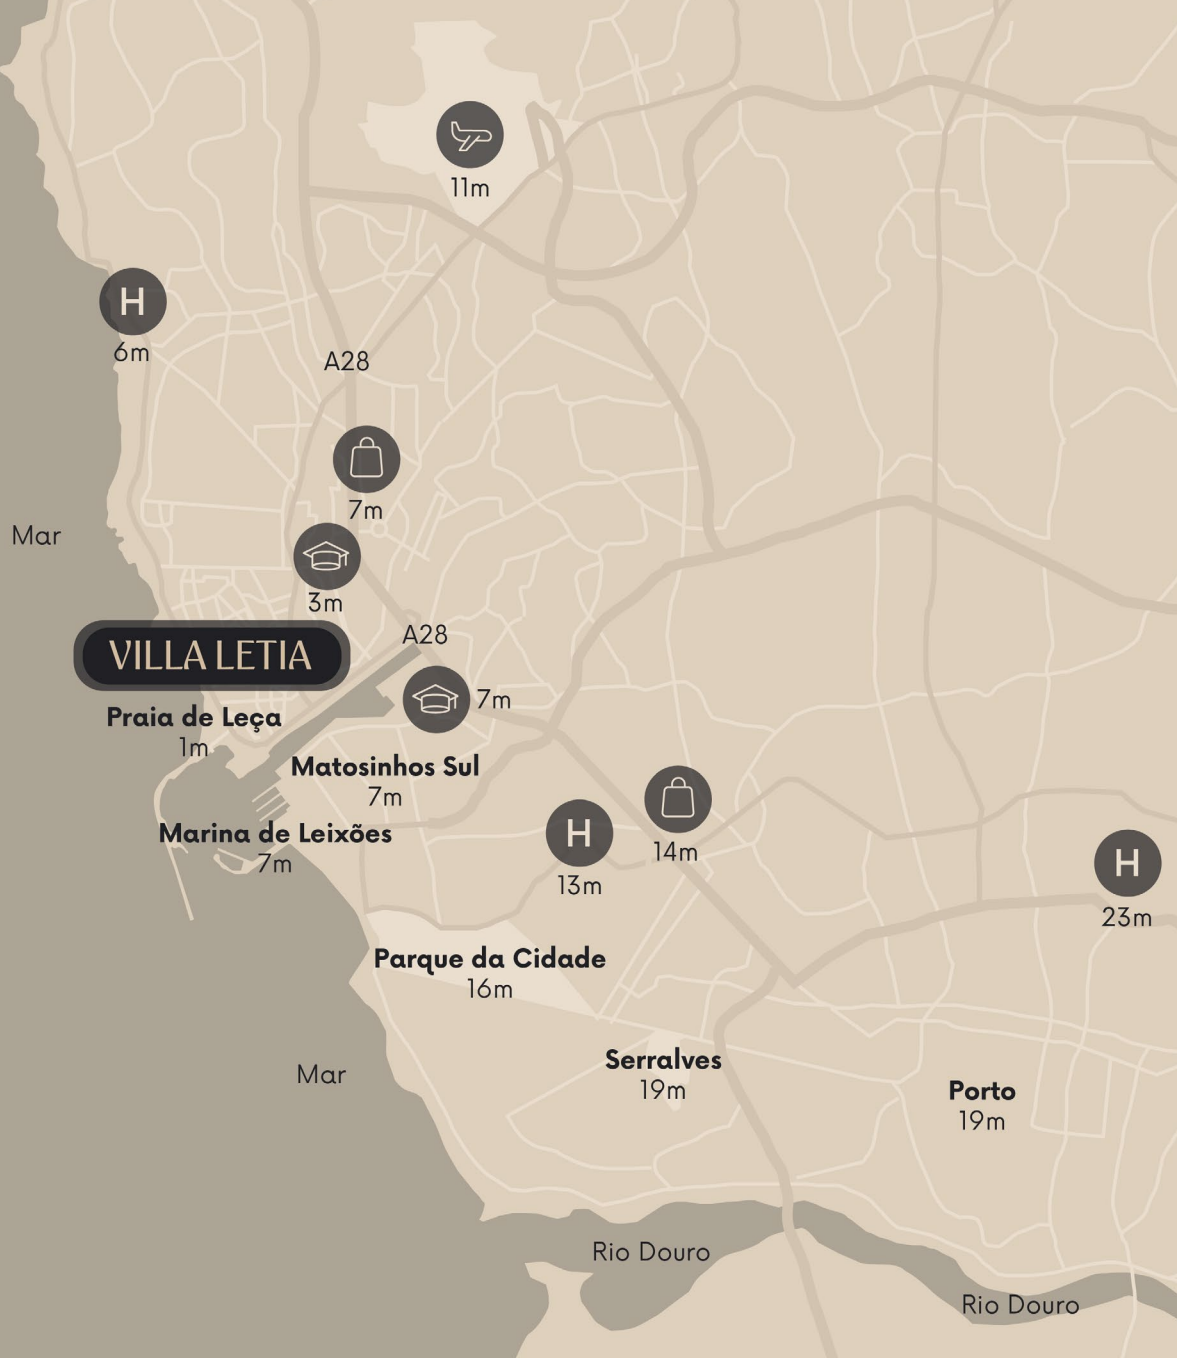 11m
H
6m
A28
7m
Mar
3m
A28
VILLA LETIA
7m
Praia de Leça
1m
Matosinhos Sul
7m
Marina de Leixões
7m
H
13m
14m
H
23m
Parque da Cidade
16m
Serralves
19m
Mar
Porto
19m
Rio Douro
Rio Douro